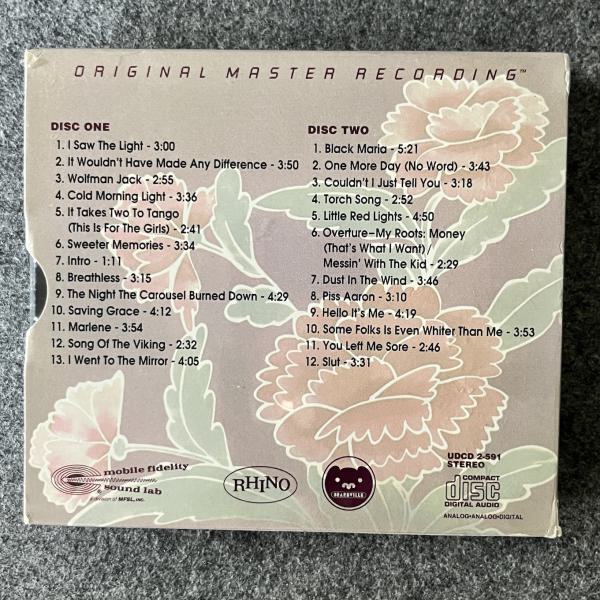 ORIGINAL MASTER RECORDING™
DISC ONE
1. I Saw The Light - 3:00
2. It Wouldn't Have Made Any Difference - 3:50
3. Wolfman Jack - 2:55
4. Cold Morning Light - 3:36
5. It Takes Two To Tango
(This Is For The Girls) - 2:41
6. Sweeter Memories - 3:34
7. Intro - 1:11
8. Breathless - 3:15
9. The Night The Carousel Burned Down - 4:29
10. Saving Grace - 4:12
11. Marlene - 3:54
12. Song Of The Viking - 2:32
13. I Went To The Mirror - 4:05
DISC TWO
1. Black Maria - 5:21
2. One More Day (No Word) - 3:43
3. Couldn't I Just Tell You - 3:18
4. Torch Song - 2:52
5. Little Red Lights - 4:50
6. Overture–My Roots: Money
(That's What I Want) /
Messin' With The Kid - 2:29
7. Dust In The Wind - 3:46
8. Piss Aaron - 3:10
9. Hello It's Me - 4:19
10. Some Folks Is Even Whiter Than Me - 3:53
11. You Left Me Sore - 2:46
12. Slut - 3:31
mobile fidelity
sound lab
a division of MFSL, INC.
RHINO
BEARSVILLE
UDCD 2-591
STEREO
COMPACT
disc
DIGITAL AUDIO
ANALOG•ANALOG•DIGITAL